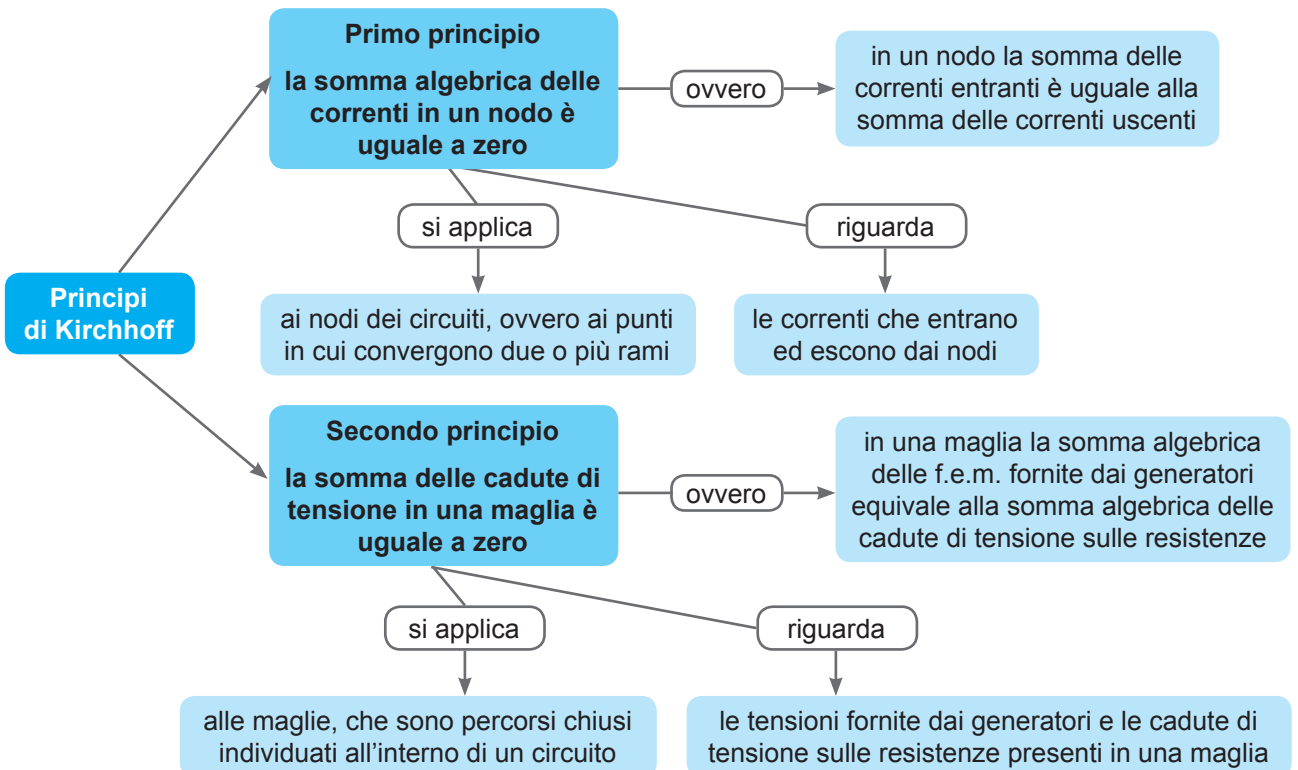 Principi
di Kirchhoff
Primo principio
la somma algebrica delle
correnti in un nodo è
uguale a zero
ovvero
in un nodo la somma delle
correnti entranti è uguale alla
somma delle correnti uscenti
si applica
ai nodi dei circuiti, ovvero ai punti
in cui convergono due o più rami
riguarda
le correnti che entrano
ed escono dai nodi
Secondo principio
la somma delle cadute di
tensione in una maglia è
uguale a zero
ovvero
in una maglia la somma algebrica
delle f.e.m. fornite dai generatori
equivale alla somma algebrica delle
cadute di tensione sulle resistenze
si applica
alle maglie, che sono percorsi chiusi
individuati all’interno di un circuito
riguarda
le tensioni fornite dai generatori e le cadute di
tensione sulle resistenze presenti in una maglia